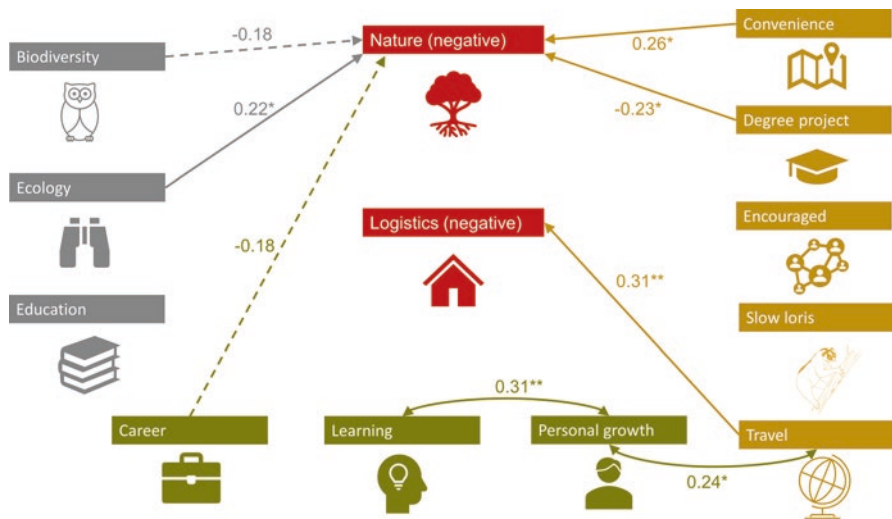 Biodiversity
-0.18
Nature (negative)
0.26*
Convenience
0.22*
-0.23*
Degree project
Ecology
Logistics (negative)
Encouraged
-0.18
0.31**
Education
Slow loris
0.31**
Career
Learning
Personal growth
Travel
0.24*